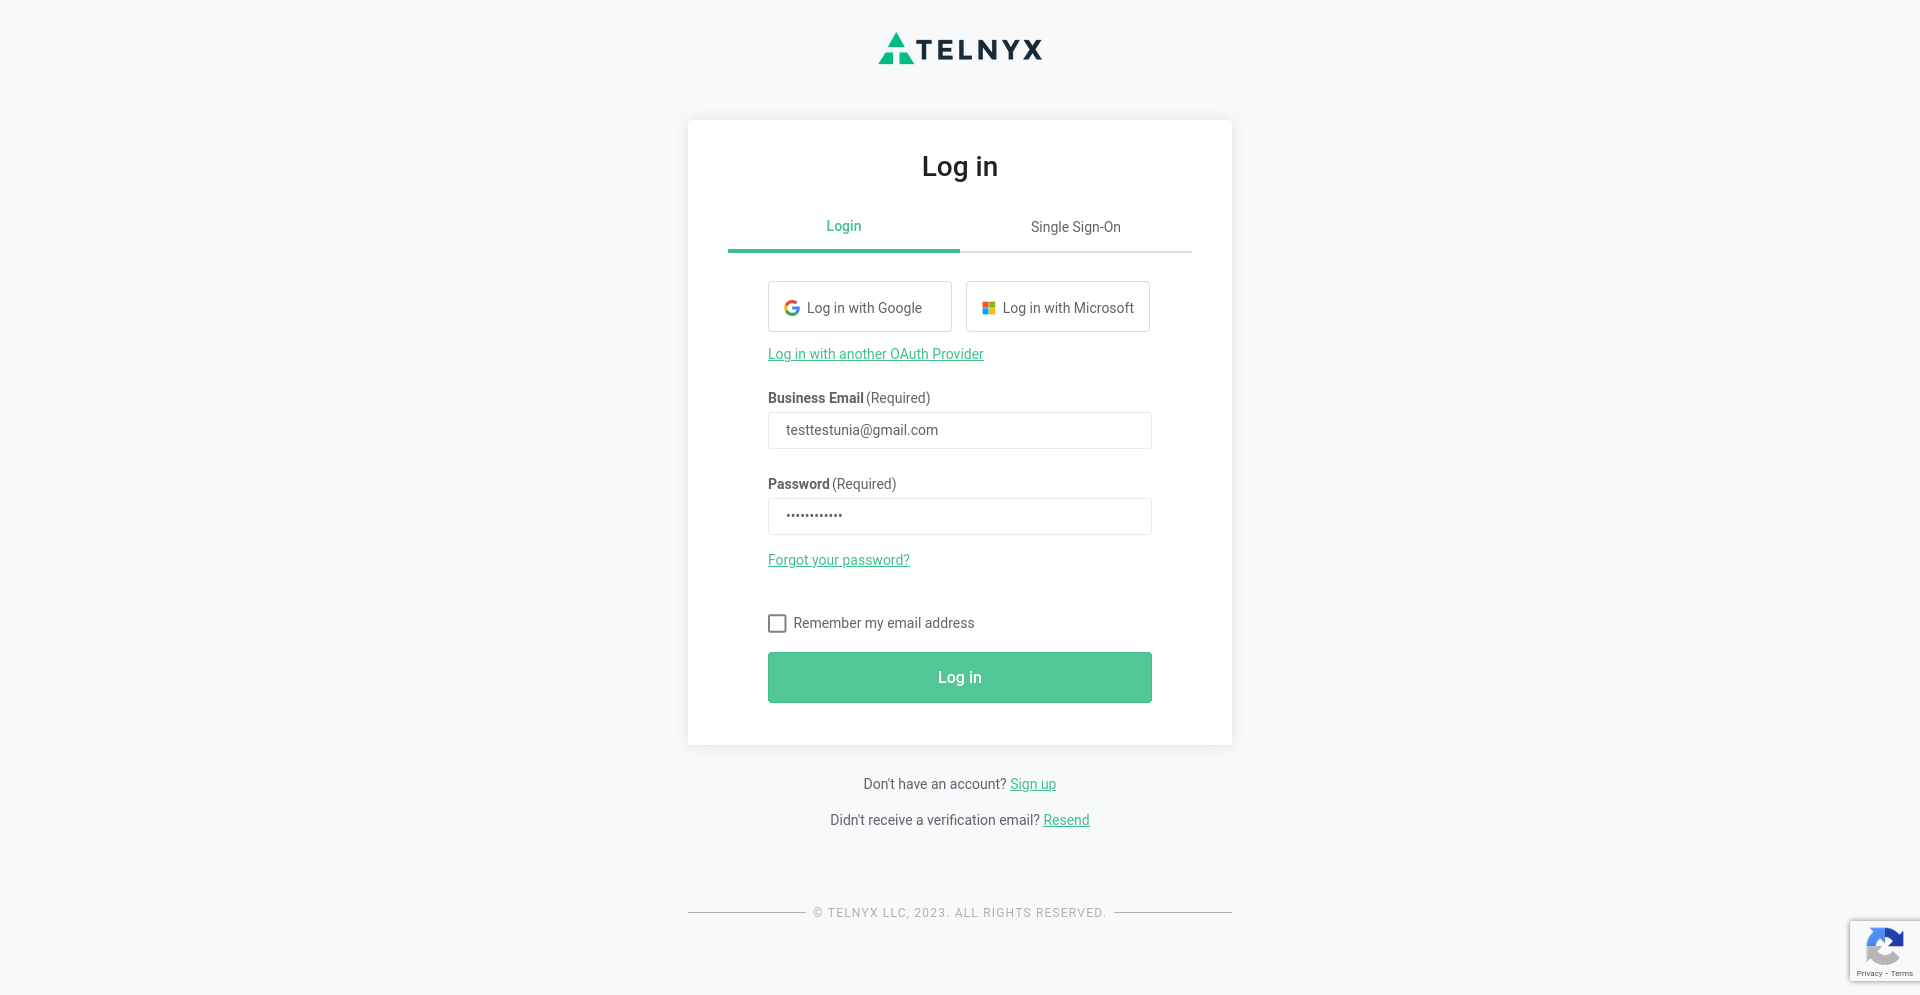 TELNYX
Log in
Login
Single Sign-On
Log in with Google
Log in with Microsoft
Log in with another OAuth Provider
Business Email (Required)
testtestunia@gmail.com
Password (Required)
••••••••••••
Forgot your password?
Remember my email address
Log in
Don't have an account? Sign up
Didn't receive a verification email? Resend
© TELNYX LLC, 2023. ALL RIGHTS RESERVED.
Privacy - Terms